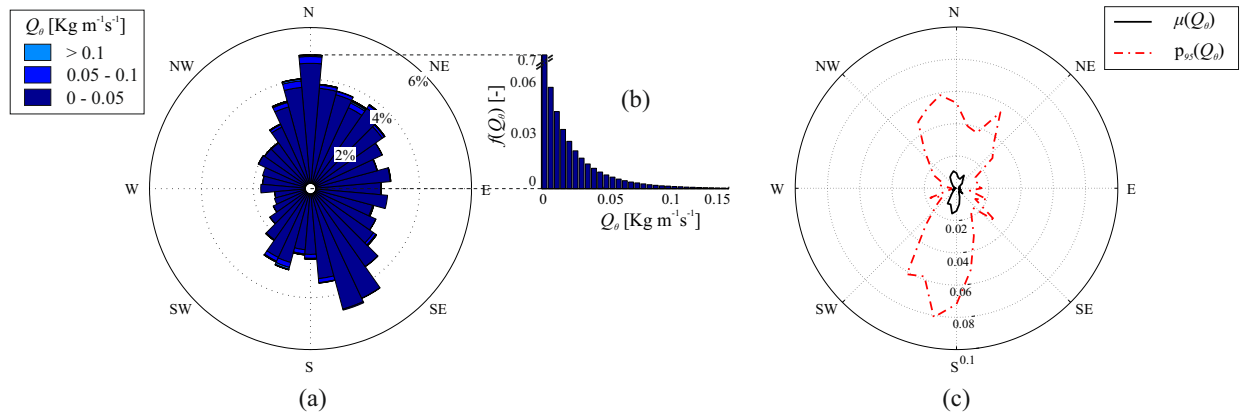 Q_θ [Kg m⁻¹s⁻¹]
> 0.1
0.05 - 0.1
0 - 0.05
N
NE
E
SE
S
SW
W
NW
2%
4%
6%
(a)
f(Q_θ) [-]
0.7
0.06
0.03
0
0
0.05
0.1
0.15
Q_θ [Kg m⁻¹s⁻¹]
(b)
μ(Q_θ)
p₉₅(Q_θ)
N
NE
E
SE
S
SW
W
NW
0.02
0.04
0.06
0.08
0.1
(c)